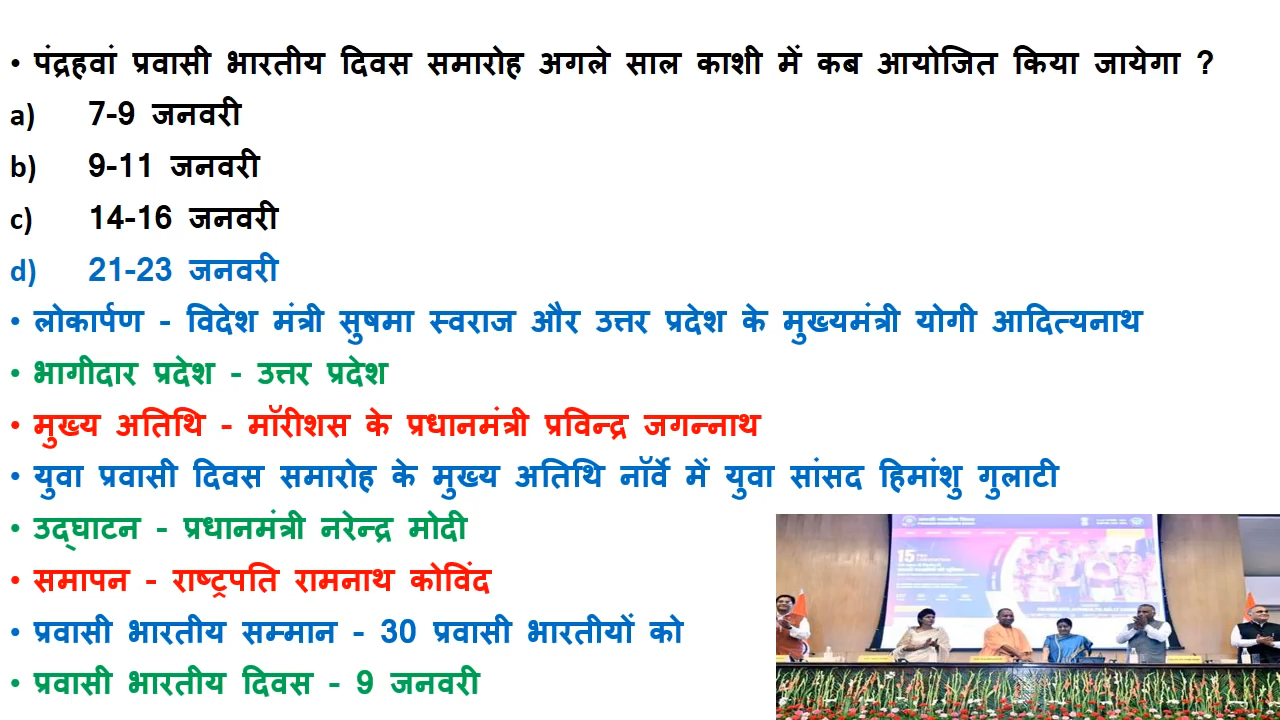 • पंद्रहवां प्रवासी भारतीय दिवस समारोह अगले साल काशी में कब आयोजित किया जायेगा ?
a) 7-9 जनवरी
b) 9-11 जनवरी
c) 14-16 जनवरी
d) 21-23 जनवरी
• लोकार्पण - विदेश मंत्री सुषमा स्वराज और उत्तर प्रदेश के मुख्यमंत्री योगी आदित्यनाथ
• भागीदार प्रदेश - उत्तर प्रदेश
• मुख्य अतिथि - मॉरीशस के प्रधानमंत्री प्रविन्द्र जगन्नाथ
• युवा प्रवासी दिवस समारोह के मुख्य अतिथि नॉर्वे में युवा सांसद हिमांशु गुलाटी
• उद्घाटन - प्रधानमंत्री नरेन्द्र मोदी
• समापन - राष्ट्रपति रामनाथ कोविंद
• प्रवासी भारतीय सम्मान - 30 प्रवासी भारतीयों को
• प्रवासी भारतीय दिवस - 9 जनवरी
15